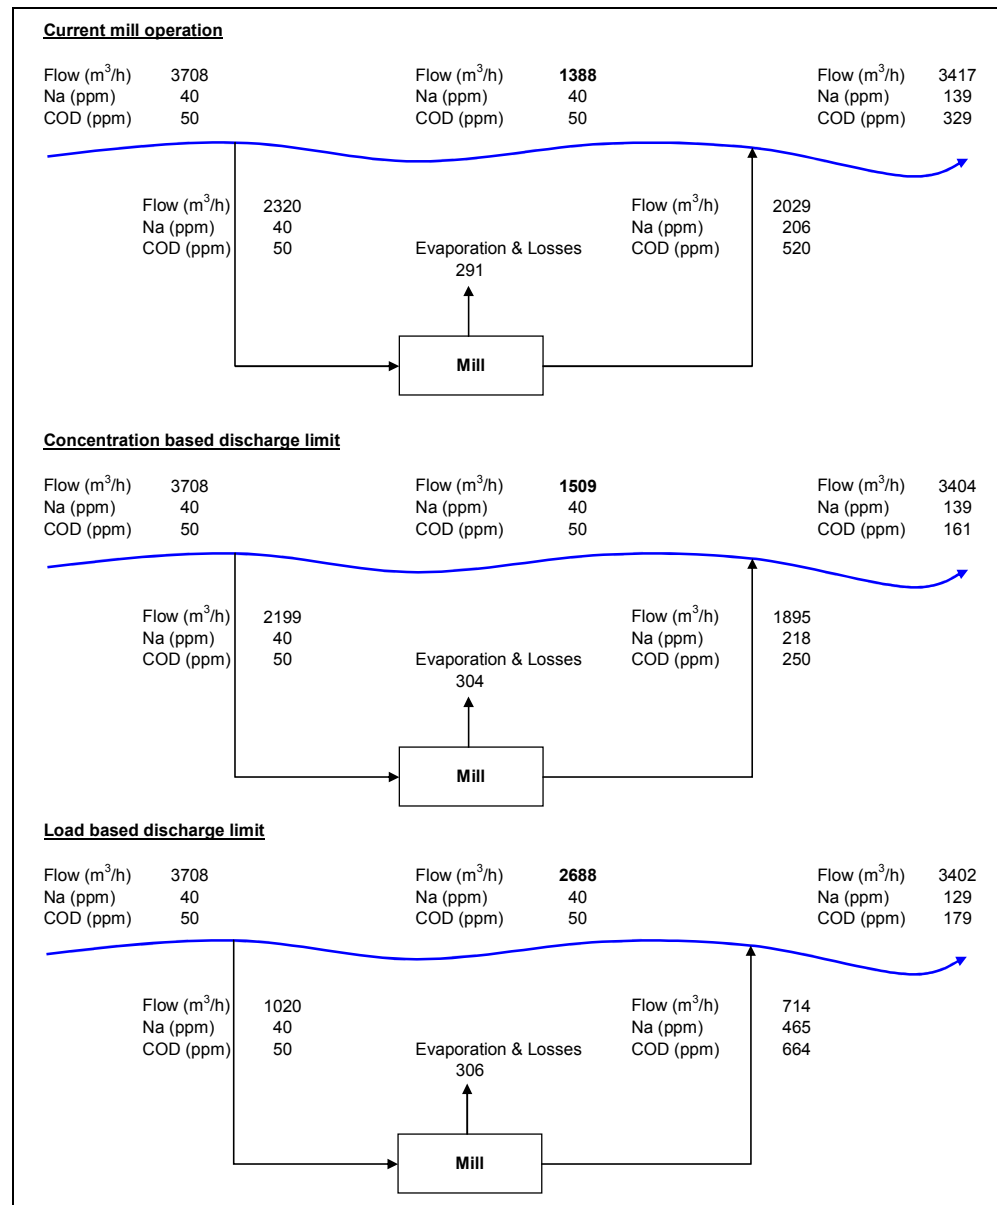 Current mill operation
Flow (m³/h) 3708 Flow (m³/h) 1388 Flow (m³/h) 3417
Na (ppm) 40 Na (ppm) 40 Na (ppm) 139
COD (ppm) 50 COD (ppm) 50 COD (ppm) 329
Flow (m³/h) 2320 Flow (m³/h) 2029
Na (ppm) 40 Na (ppm) 206
COD (ppm) 50 Evaporation & Losses COD (ppm) 520
291
Mill
Concentration based discharge limit
Flow (m³/h) 3708 Flow (m³/h) 1509 Flow (m³/h) 3404
Na (ppm) 40 Na (ppm) 40 Na (ppm) 139
COD (ppm) 50 COD (ppm) 50 COD (ppm) 161
Flow (m³/h) 2199 Flow (m³/h) 1895
Na (ppm) 40 Na (ppm) 218
COD (ppm) 50 Evaporation & Losses COD (ppm) 250
304
Mill
Load based discharge limit
Flow (m³/h) 3708 Flow (m³/h) 2688 Flow (m³/h) 3402
Na (ppm) 40 Na (ppm) 40 Na (ppm) 129
COD (ppm) 50 COD (ppm) 50 COD (ppm) 179
Flow (m³/h) 1020 Flow (m³/h) 714
Na (ppm) 40 Na (ppm) 465
COD (ppm) 50 Evaporation & Losses COD (ppm) 664
306
Mill